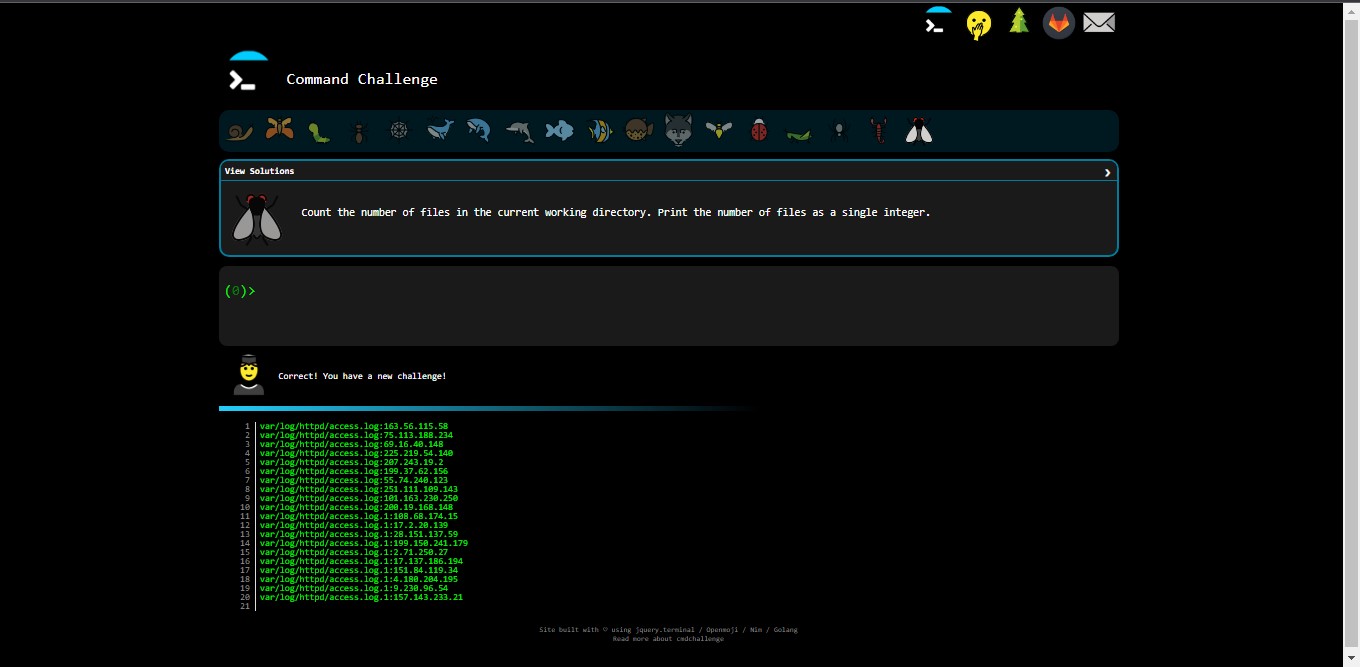 Command Challenge
View Solutions
Count the number of files in the current working directory. Print the number of files as a single integer.
(0)>
Correct! You have a new challenge!
1 var/log/httpd/access.log:163.56.115.58
2 var/log/httpd/access.log:75.113.188.234
3 var/log/httpd/access.log:69.16.40.148
4 var/log/httpd/access.log:225.219.54.140
5 var/log/httpd/access.log:207.243.19.2
6 var/log/httpd/access.log:199.37.62.156
7 var/log/httpd/access.log:55.74.240.123
8 var/log/httpd/access.log:251.111.109.143
9 var/log/httpd/access.log:101.163.230.250
10 var/log/httpd/access.log:200.19.168.148
11 var/log/httpd/access.log.1:108.68.174.15
12 var/log/httpd/access.log.1:17.2.20.139
13 var/log/httpd/access.log.1:28.151.137.59
14 var/log/httpd/access.log.1:199.150.241.179
15 var/log/httpd/access.log.1:2.71.250.27
16 var/log/httpd/access.log.1:17.137.186.194
17 var/log/httpd/access.log.1:151.84.119.34
18 var/log/httpd/access.log.1:4.180.204.195
19 var/log/httpd/access.log.1:9.230.96.54
20 var/log/httpd/access.log.1:157.143.233.21
21
Site built with ♡ using jquery.terminal / Openmoji / Nim / Golang
Read more about cmdchallenge